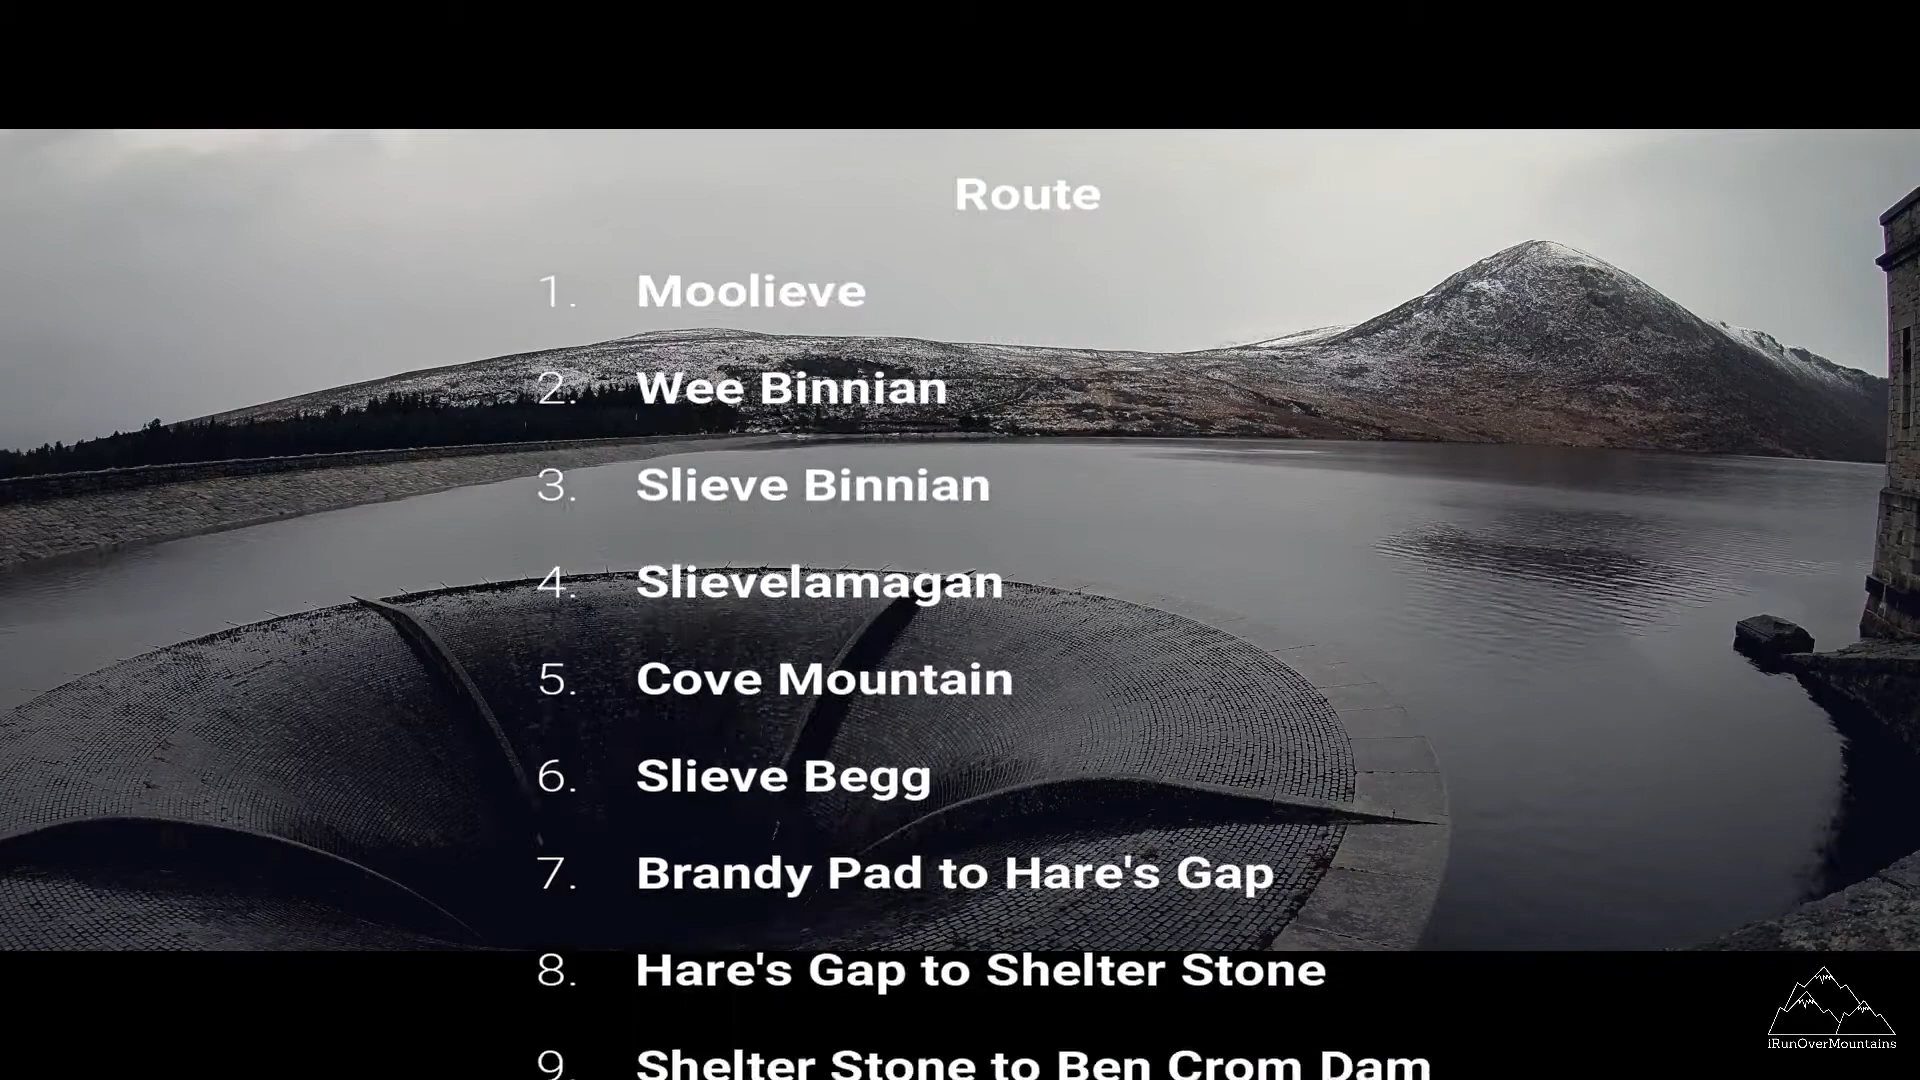 Route
1. Moolieve
2. Wee Binnian
3. Slieve Binnian
4. Slievelamagan
5. Cove Mountain
6. Slieve Begg
7. Brandy Pad to Hare's Gap
8. Hare's Gap to Shelter Stone
9. Shelter Stone to Ben Crom Dam
iRunOverMountains